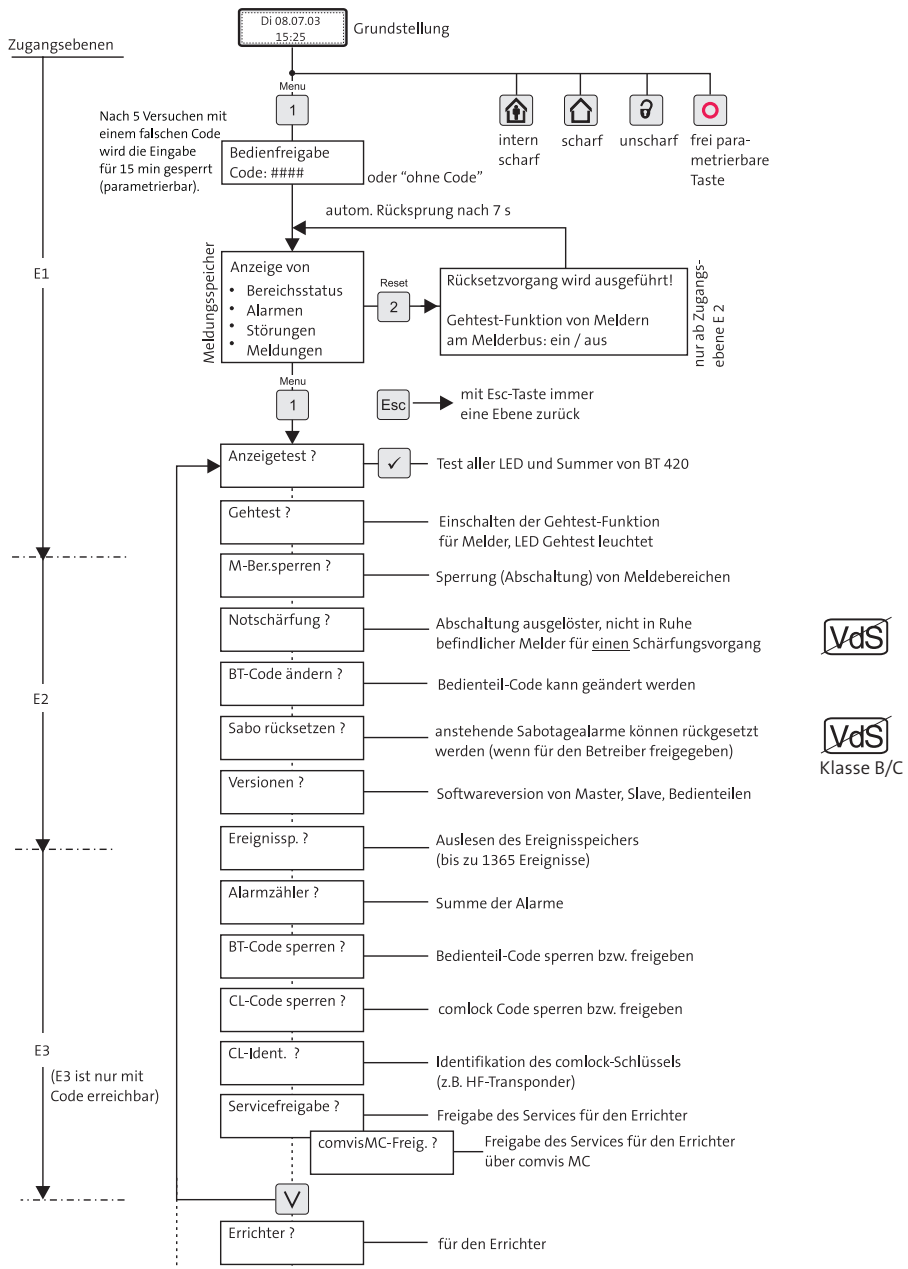 Zugangsebenen
Di 08.07.03
15:25
Grundstellung
Menu
1
intern
scharf
scharf
unscharf
frei para-
metrierbare
Taste
Nach 5 Versuchen mit
einem falschen Code
wird die Eingabe
für 15 min gesperrt
(parametrierbar).
Bedienfreigabe
Code: ####
oder “ohne Code”
autom. Rücksprung nach 7 s
E1
Meldungsspeicher
Anzeige von
• Bereichsstatus
• Alarmen
• Störungen
• Meldungen
Reset
2
Rücksetzvorgang wird ausgeführt!
Gehtest-Funktion von Meldern
am Melderbus: ein / aus
nur ab Zugangs-
ebene E 2
Menu
1
Esc
mit Esc-Taste immer
eine Ebene zurück
Anzeigetest ?
✓
Test aller LED und Summer von BT 420
Gehtest ?
Einschalten der Gehtest-Funktion
für Melder, LED Gehtest leuchtet
M-Ber.sperren ?
Sperrung (Abschaltung) von Meldebereichen
Notschärfung ?
Abschaltung ausgelöster, nicht in Ruhe
befindlicher Melder für einen Schärfungsvorgang
VdS
BT-Code ändern ?
Bedienteil-Code kann geändert werden
E2
Sabo rücksetzen ?
anstehende Sabotagealarme können rückgesetzt
werden (wenn für den Betreiber freigegeben)
VdS
Klasse B/C
Versionen ?
Softwareversion von Master, Slave, Bedienteilen
Ereignissp. ?
Auslesen des Ereignisspeichers
(bis zu 1365 Ereignisse)
Alarmzähler ?
Summe der Alarme
BT-Code sperren ?
Bedienteil-Code sperren bzw. freigeben
CL-Code sperren ?
comlock Code sperren bzw. freigeben
E3
(E3 ist nur mit
Code erreichbar)
CL-Ident. ?
Identifikation des comlock-Schlüssels
(z.B. HF-Transponder)
Servicefreigabe ?
Freigabe des Services für den Errichter
comvisMC-Freig. ?
Freigabe des Services für den Errichter
über comvis MC
Errichter ?
für den Errichter